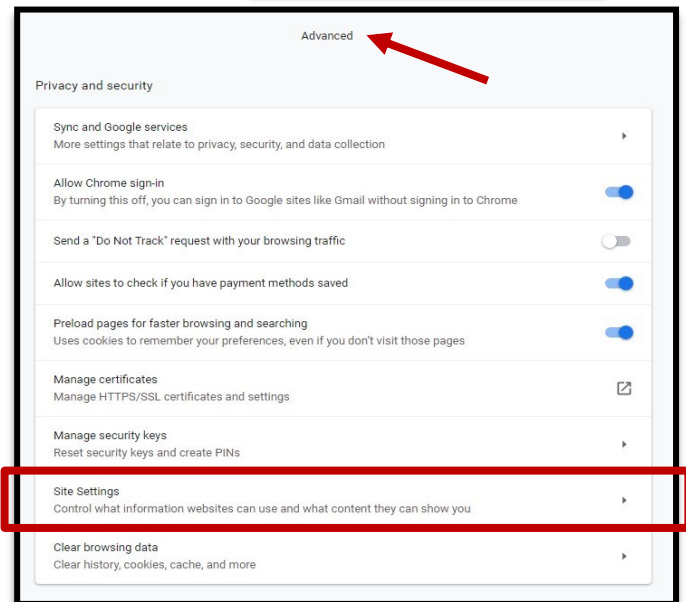 Advanced
Privacy and security
Sync and Google services
More settings that relate to privacy, security, and data collection
Allow Chrome sign-in
By turning this off, you can sign in to Google sites like Gmail without signing in to Chrome
Send a "Do Not Track" request with your browsing traffic
Allow sites to check if you have payment methods saved
Preload pages for faster browsing and searching
Uses cookies to remember your preferences, even if you don't visit those pages
Manage certificates
Manage HTTPS/SSL certificates and settings
Manage security keys
Reset security keys and create PINs
Site Settings
Control what information websites can use and what content they can show you
Clear browsing data
Clear history, cookies, cache, and more